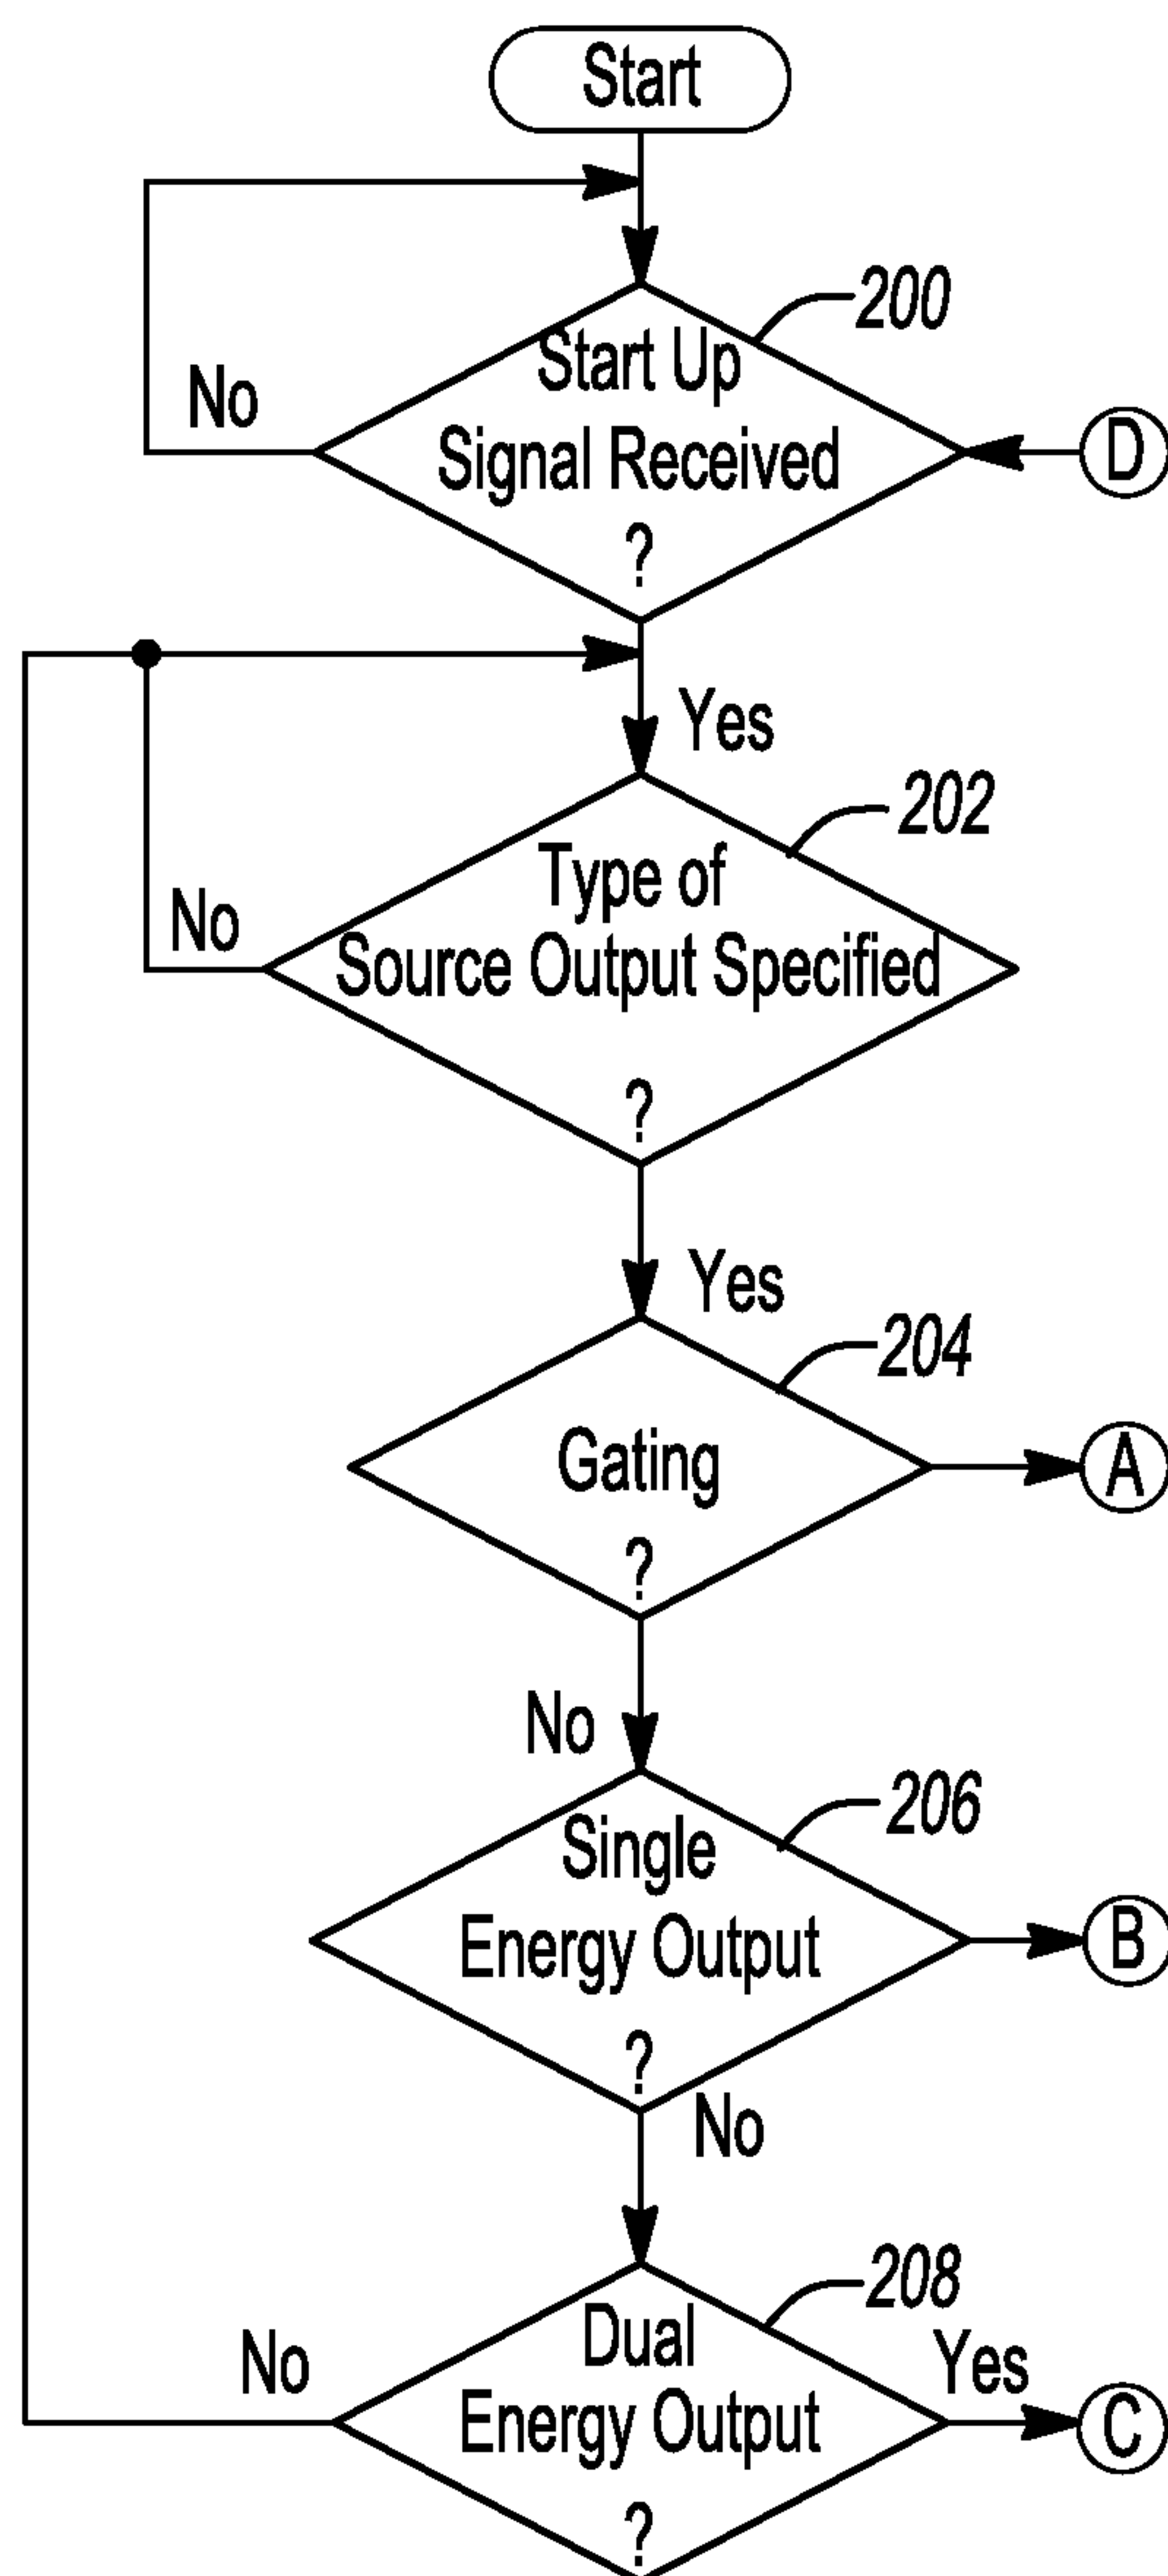 Start
200
Start Up
Signal Received
?
No
D
Yes
202
Type of
Source Output Specified
?
No
Yes
204
Gating
?
A
No
206
Single
Energy Output
?
B
No
208
Dual
Energy Output
?
No
Yes
C